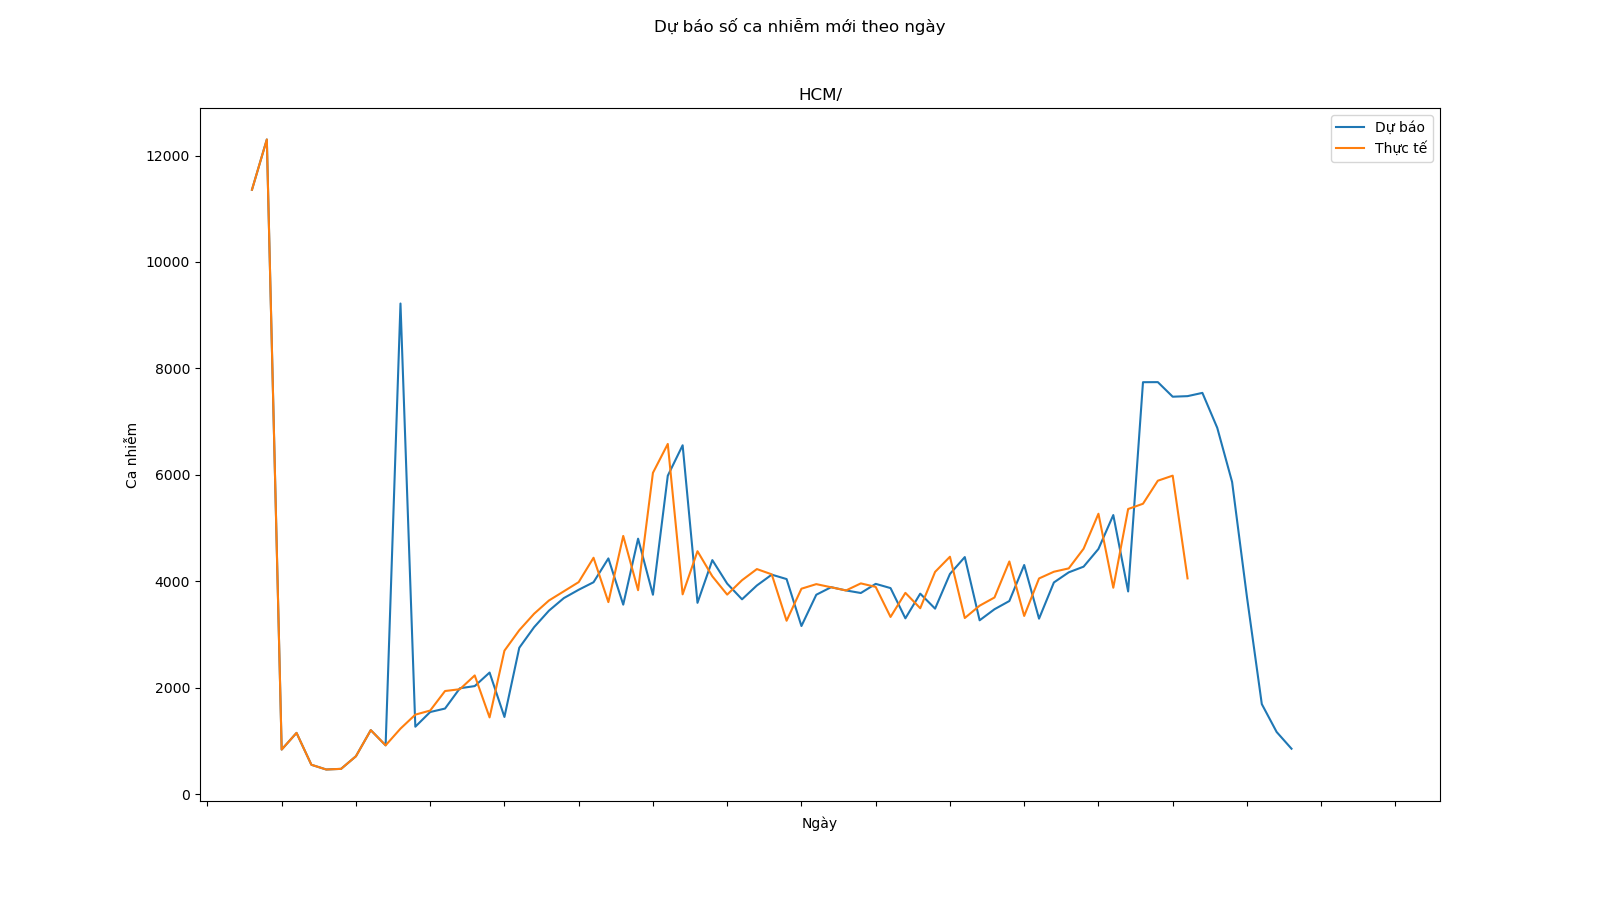 Dự báo số ca nhiễm mới theo ngày
HCM/
Dự báo
Thực tế
12000
10000
8000
6000
4000
2000
0
Ca nhiễm
Ngày